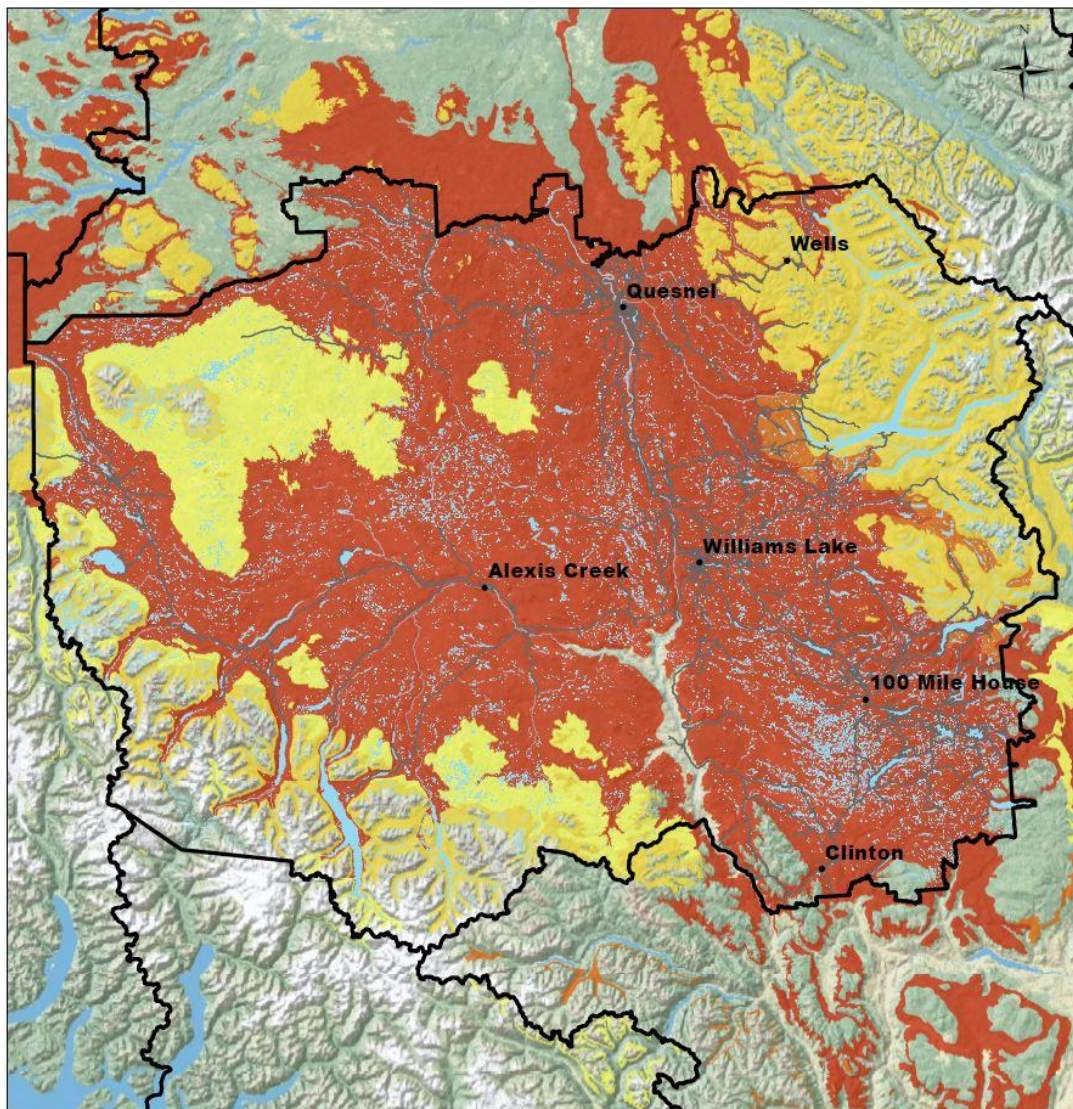 N
Wells
Quesnel
Williams Lake
Alexis Creek
100 Mile House
Clinton